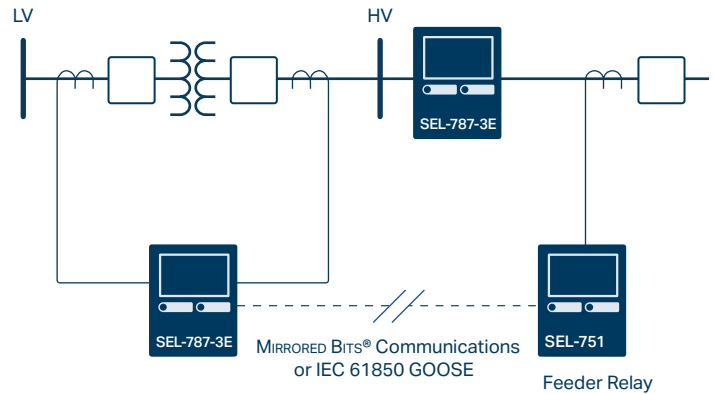 LV
HV
SEL-787-3E
SEL-787-3E
SEL-751
MIRRORED BITS® Communications
or IEC 61850 GOOSE
Feeder Relay